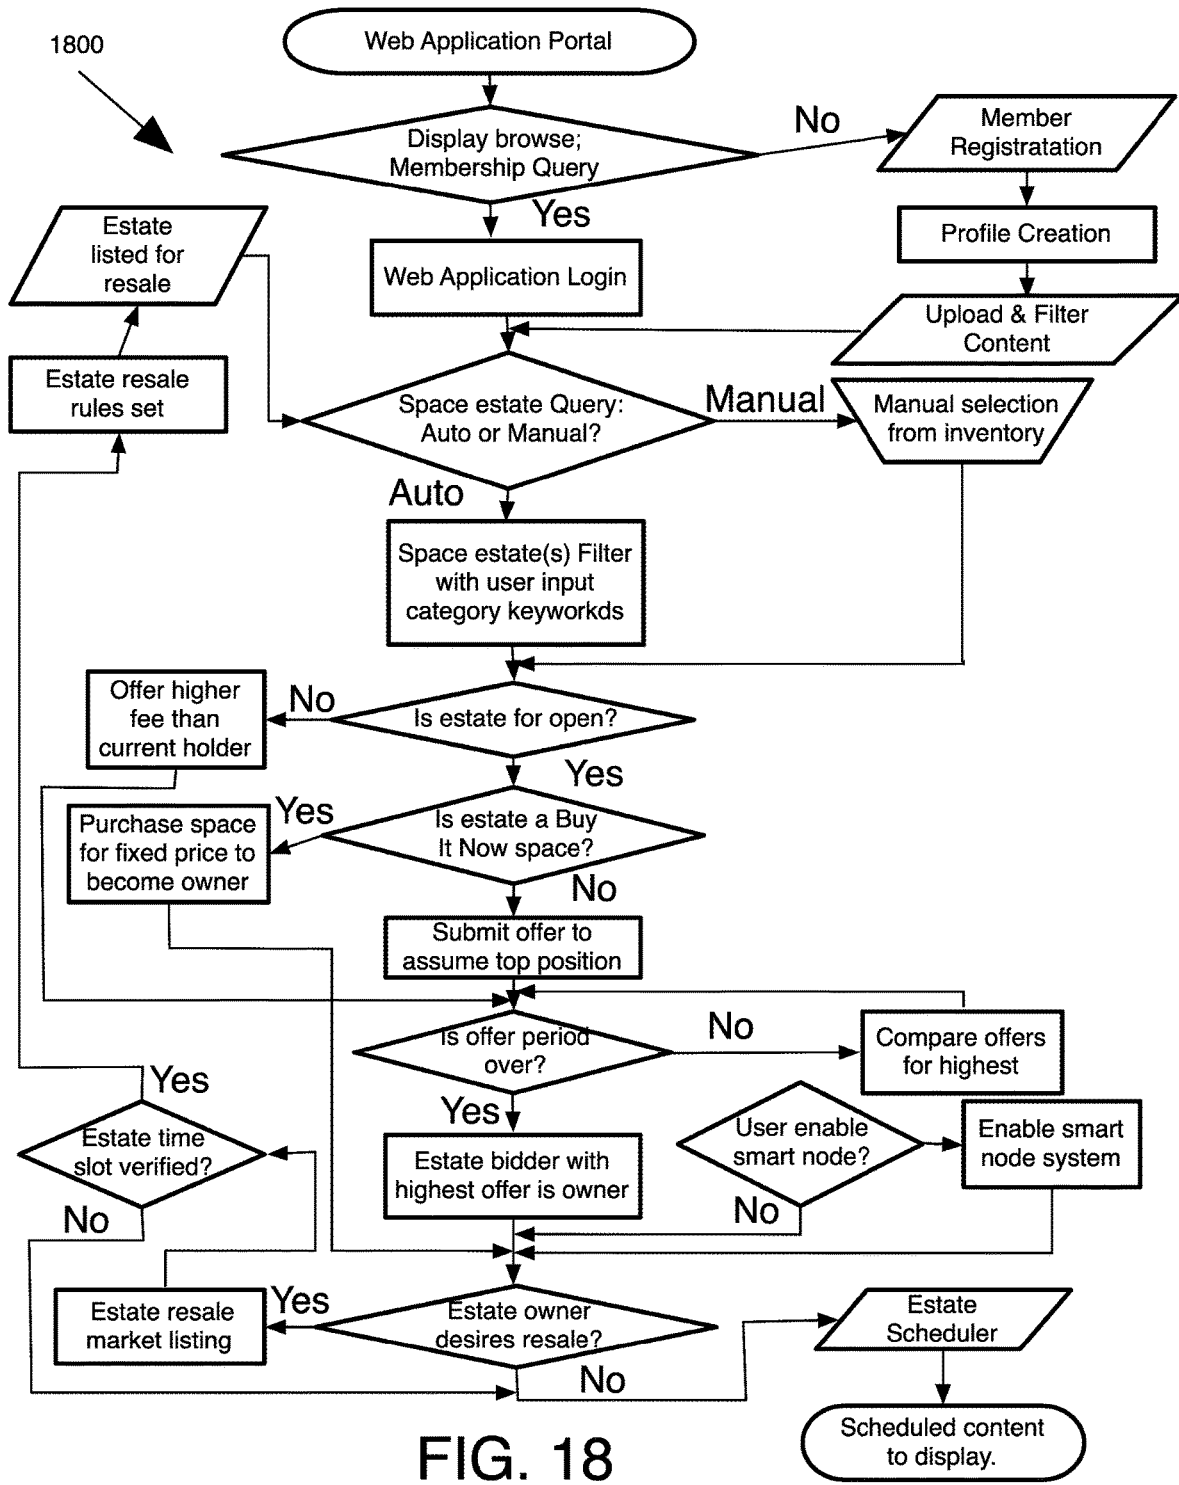 1800
Web Application Portal
Display browse;
Membership Query
No
Member
Registratation
Yes
Profile Creation
Estate
listed for
resale
Web Application Login
Upload & Filter
Content
Estate resale
rules set
Space estate Query:
Auto or Manual?
Manual
Manual selection
from inventory
Auto
Space estate(s) Filter
with user input
category keyworkds
Offer higher
fee than
current holder
No
Is estate for open?
Yes
Purchase space
for fixed price to
become owner
Yes
Is estate a Buy
It Now space?
No
Submit offer to
assume top position
Is offer period
over?
No
Compare offers
for highest
Yes
Yes
Estate time
slot verified?
No
Estate bidder with
highest offer is owner
User enable
smart node?
Enable smart
node system
No
Estate resale
market listing
Yes
Estate owner
desires resale?
No
Estate
Scheduler
Scheduled content
to display.
FIG. 18